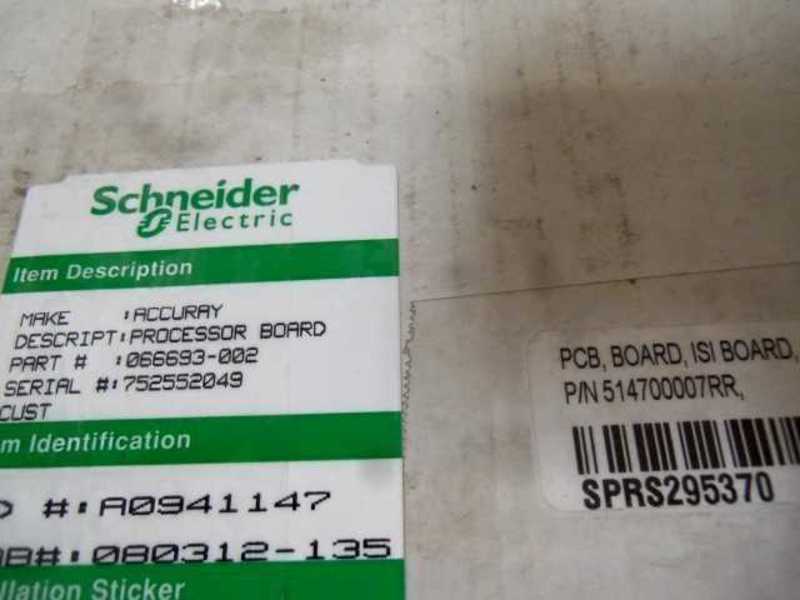 Schneider
Electric
Item Description
MAKE :ACCURAY
DESCRIPT:PROCESSOR BOARD
PART # :066693-002
SERIAL #:752552049
CUST
m Identification
#:A0941147
#:080312-135
llation Sticker
PCB, BOARD, ISI BOARD,
P/N 514700007RR,
SPRS295370